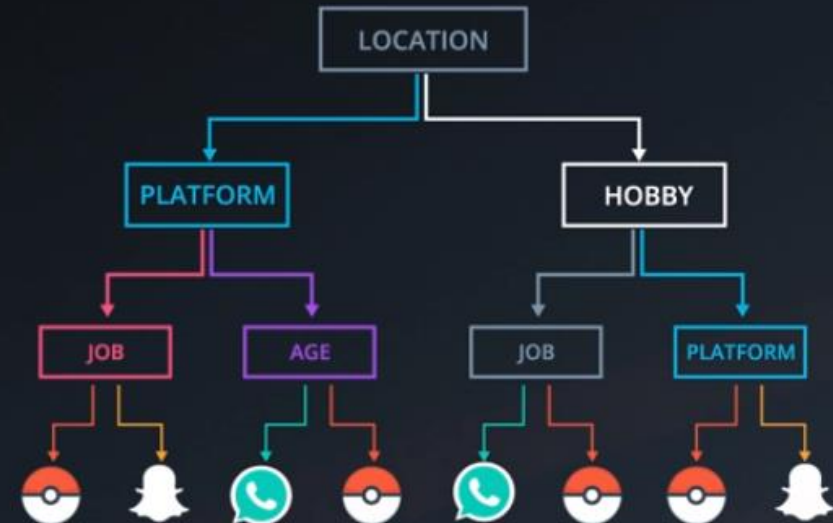 LOCATION
PLATFORM
HOBBY
JOB
AGE
JOB
PLATFORM